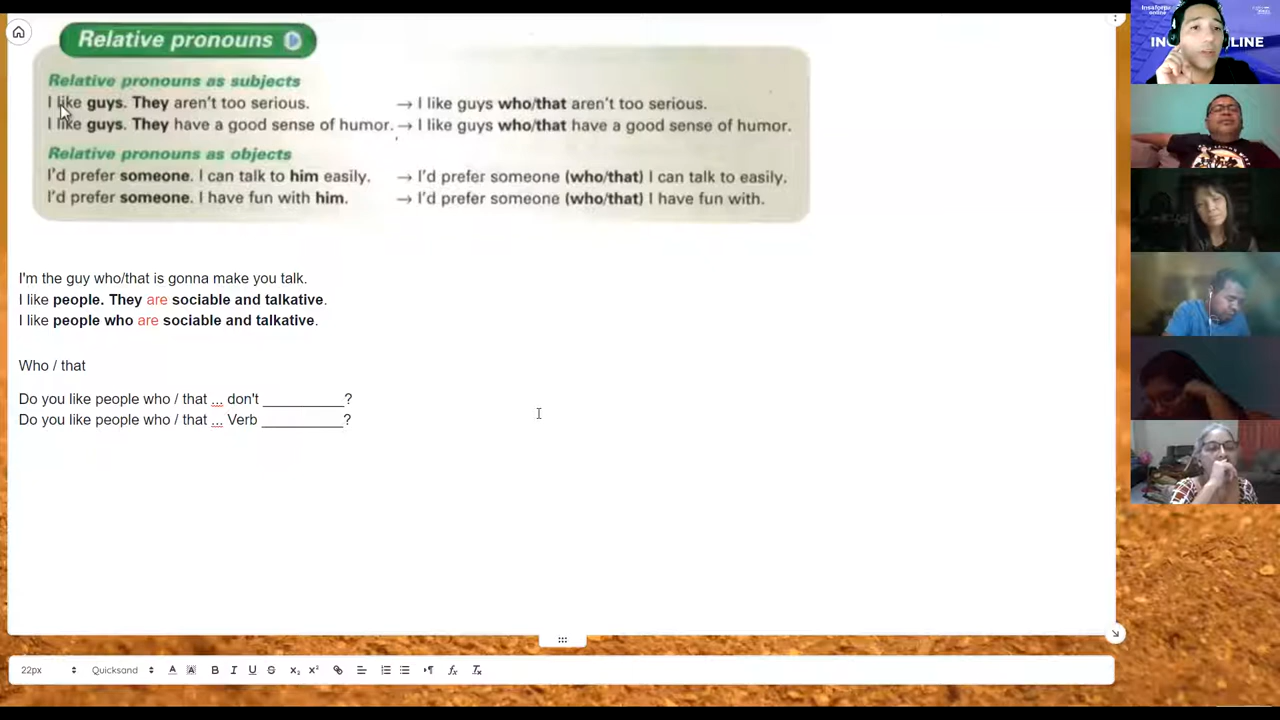 Relative pronouns
Relative pronouns as subjects
I like guys. They aren't too serious. → I like guys who/that aren't too serious.
I like guys. They have a good sense of humor. → I like guys who/that have a good sense of humor.
Relative pronouns as objects
I'd prefer someone. I can talk to him easily. → I'd prefer someone (who/that) I can talk to easily.
I'd prefer someone. I have fun with him. → I'd prefer someone (who/that) I have fun with.
I'm the guy who/that is gonna make you talk.
I like people. They are sociable and talkative.
I like people who are sociable and talkative.
Who / that
Do you like people who / that ... don't __________?
Do you like people who / that ... Verb __________?
22px Quicksand